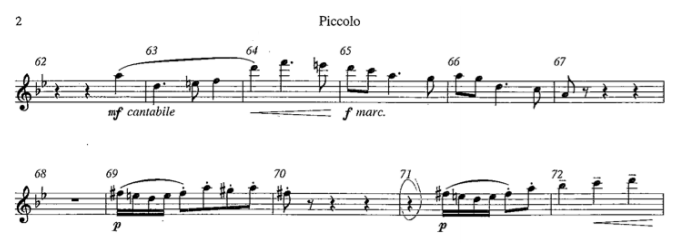 2
Piccolo
62 63 64 65 66 67
mf cantabile f marc.
68 69 70 71 72
p p